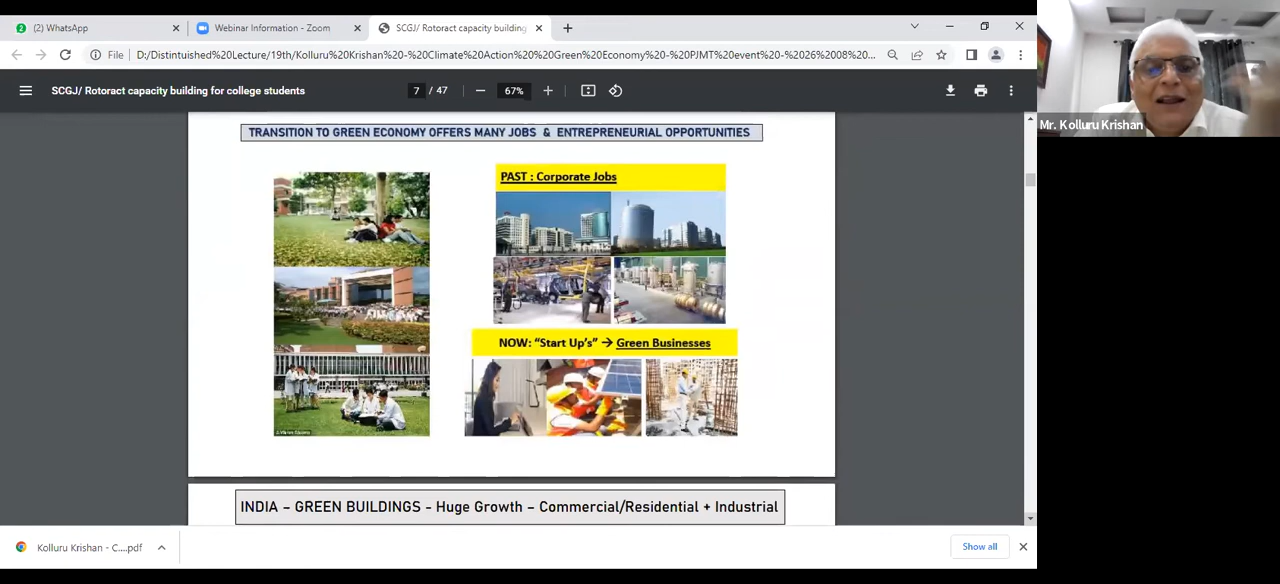 (2) WhatsApp
Webinar Information - Zoom
SCGJ/ Rotoract capacity building
File
D:/Distintuished%20Lecture/19th/Kolluru%20Krishan%20-%20Climate%20Action%20%20Green%20Economy%20-%20PJMT%20event%20-%2026%2008%20...
SCGJ/ Rotoract capacity building for college students
7 / 47
67%
TRANSITION TO GREEN ECONOMY OFFERS MANY JOBS & ENTREPRENEURIAL OPPORTUNITIES
PAST : Corporate Jobs
NOW: “Start Up’s” → Green Businesses
INDIA – GREEN BUILDINGS - Huge Growth – Commercial/Residential + Industrial
Kolluru Krishan - C....pdf
Show all
Mr. Kolluru Krishan